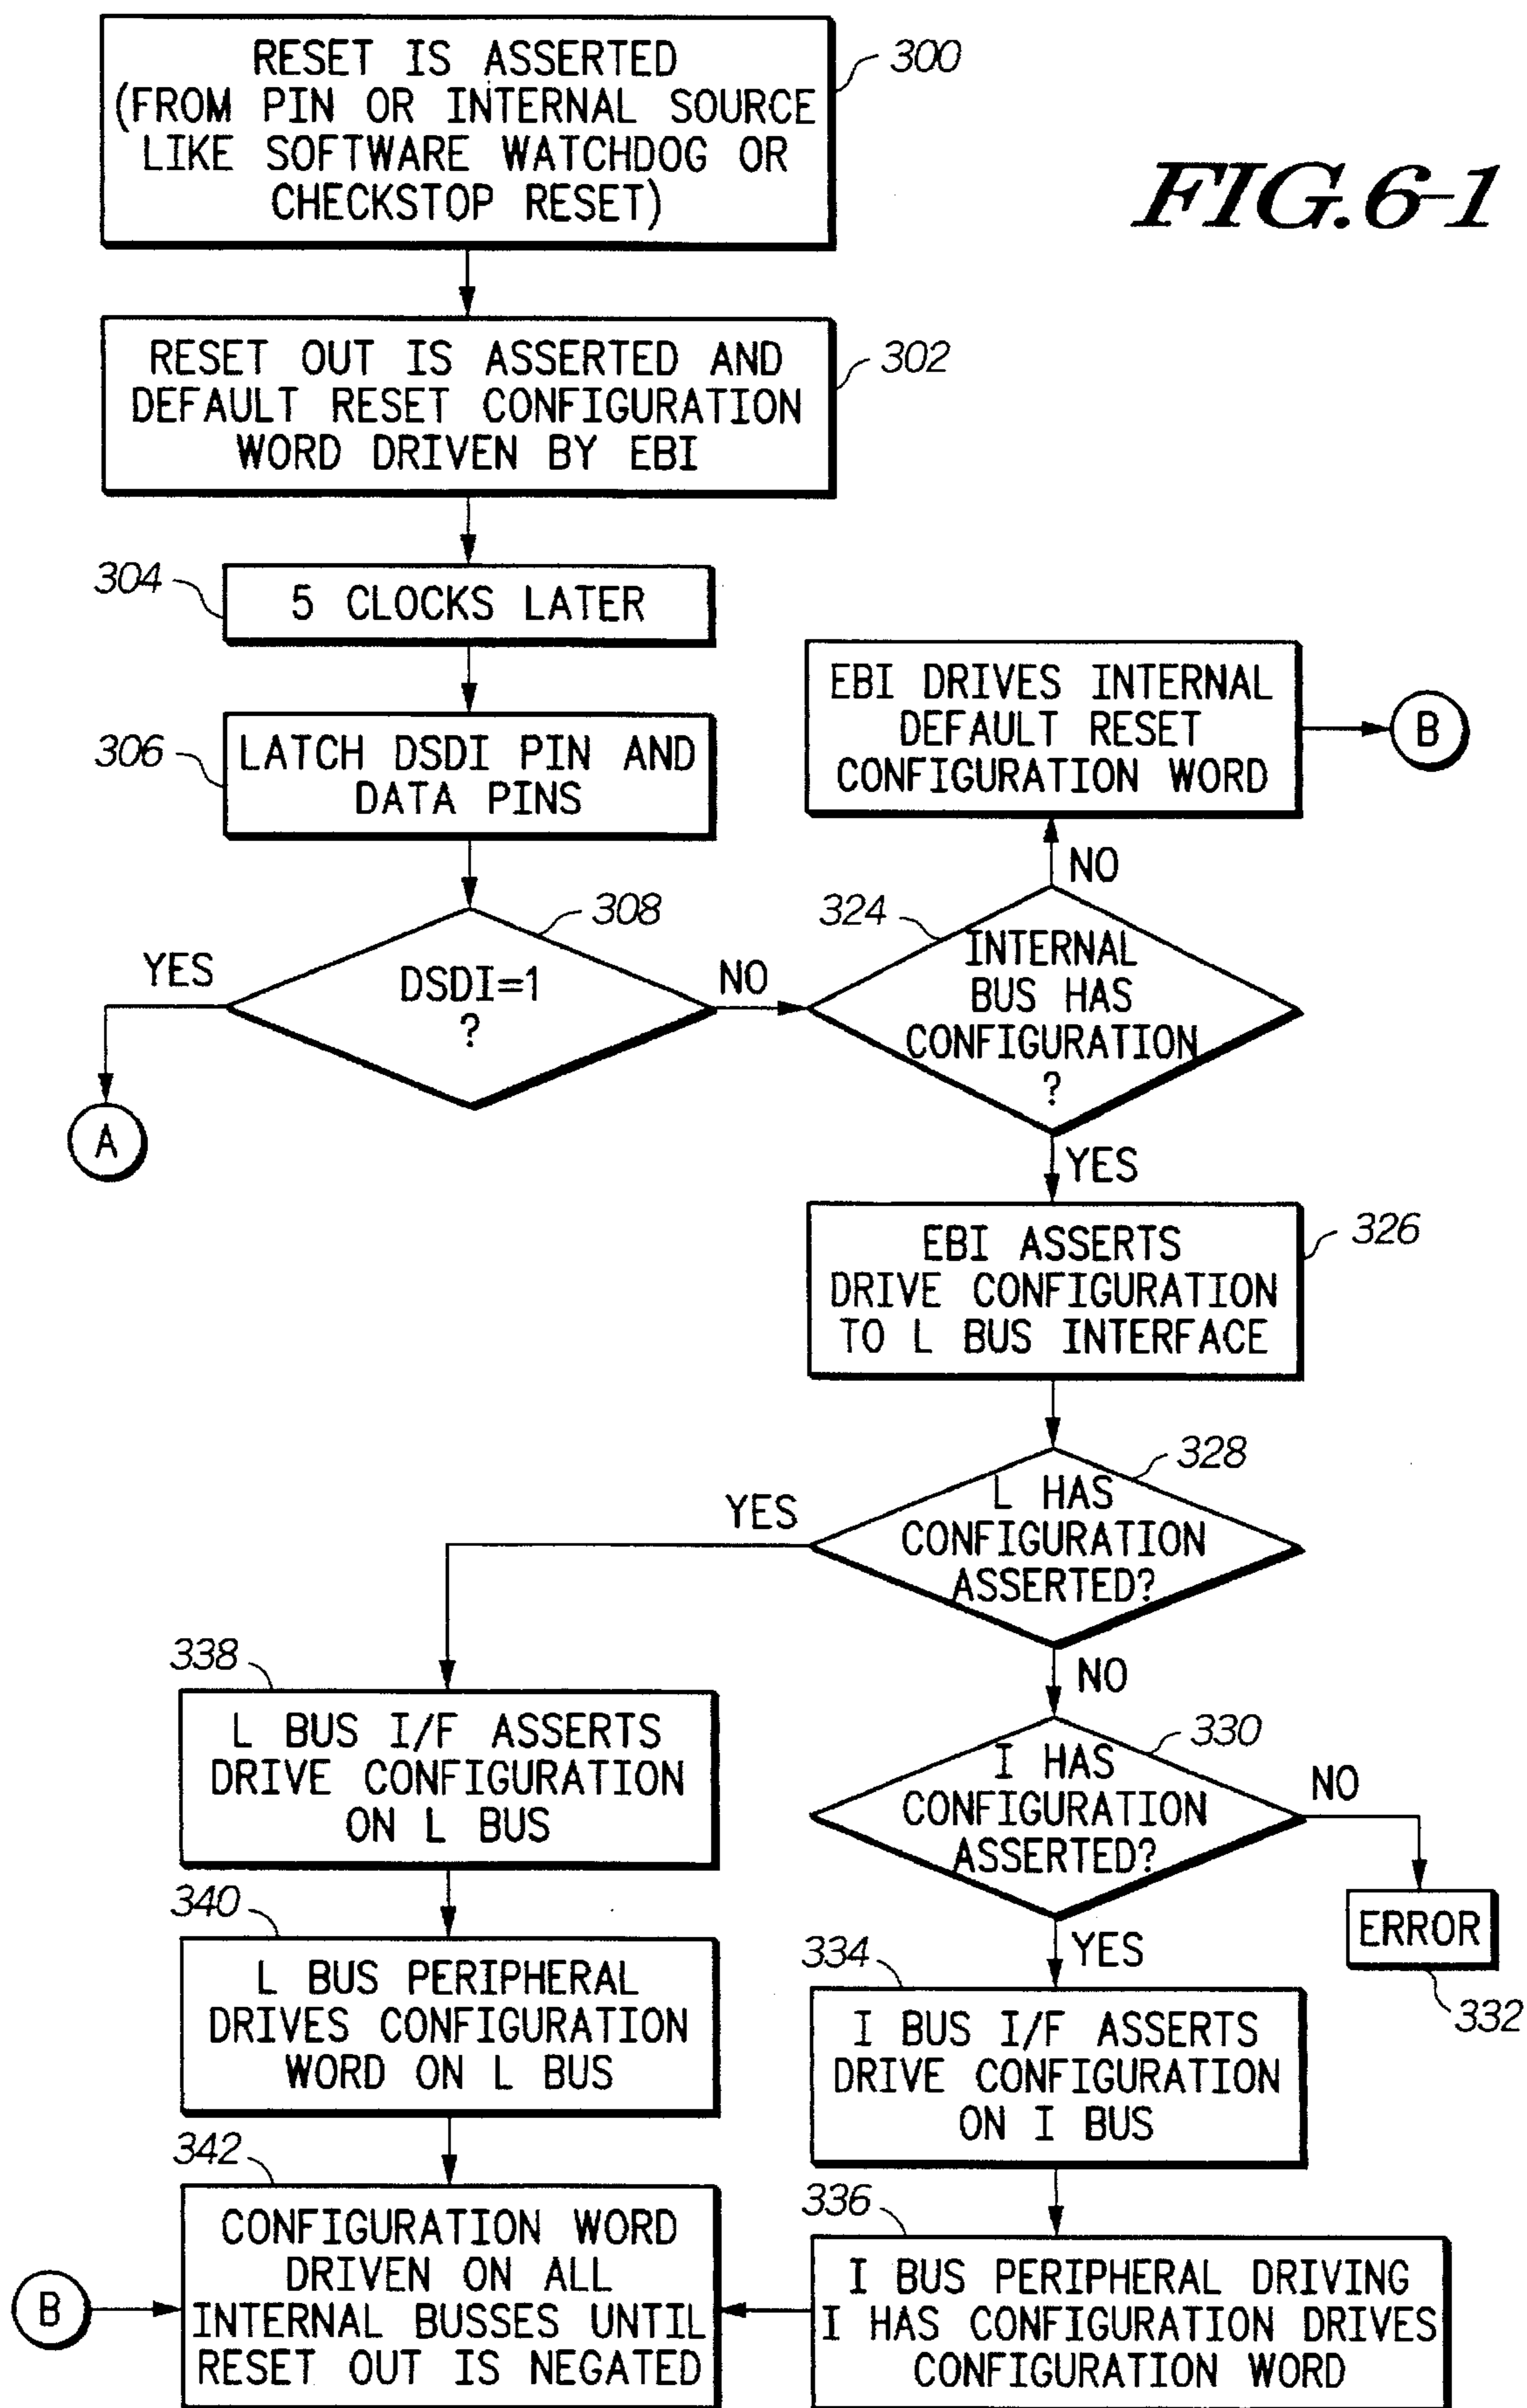 RESET IS ASSERTED
(FROM PIN OR INTERNAL SOURCE
LIKE SOFTWARE WATCHDOG OR
CHECKSTOP RESET)
300
FIG.6-1
RESET OUT IS ASSERTED AND
DEFAULT RESET CONFIGURATION
WORD DRIVEN BY EBI
302
304
5 CLOCKS LATER
306
LATCH DSDI PIN AND
DATA PINS
EBI DRIVES INTERNAL
DEFAULT RESET
CONFIGURATION WORD
B
NO
308
DSDI=1
?
YES
NO
A
324
INTERNAL
BUS HAS
CONFIGURATION
?
YES
EBI ASSERTS
DRIVE CONFIGURATION
TO L BUS INTERFACE
326
328
L HAS
CONFIGURATION
ASSERTED?
YES
NO
330
I HAS
CONFIGURATION
ASSERTED?
NO
ERROR
332
YES
338
L BUS I/F ASSERTS
DRIVE CONFIGURATION
ON L BUS
340
L BUS PERIPHERAL
DRIVES CONFIGURATION
WORD ON L BUS
334
I BUS I/F ASSERTS
DRIVE CONFIGURATION
ON I BUS
336
I BUS PERIPHERAL DRIVING
I HAS CONFIGURATION DRIVES
CONFIGURATION WORD
342
CONFIGURATION WORD
DRIVEN ON ALL
INTERNAL BUSSES UNTIL
RESET OUT IS NEGATED
B